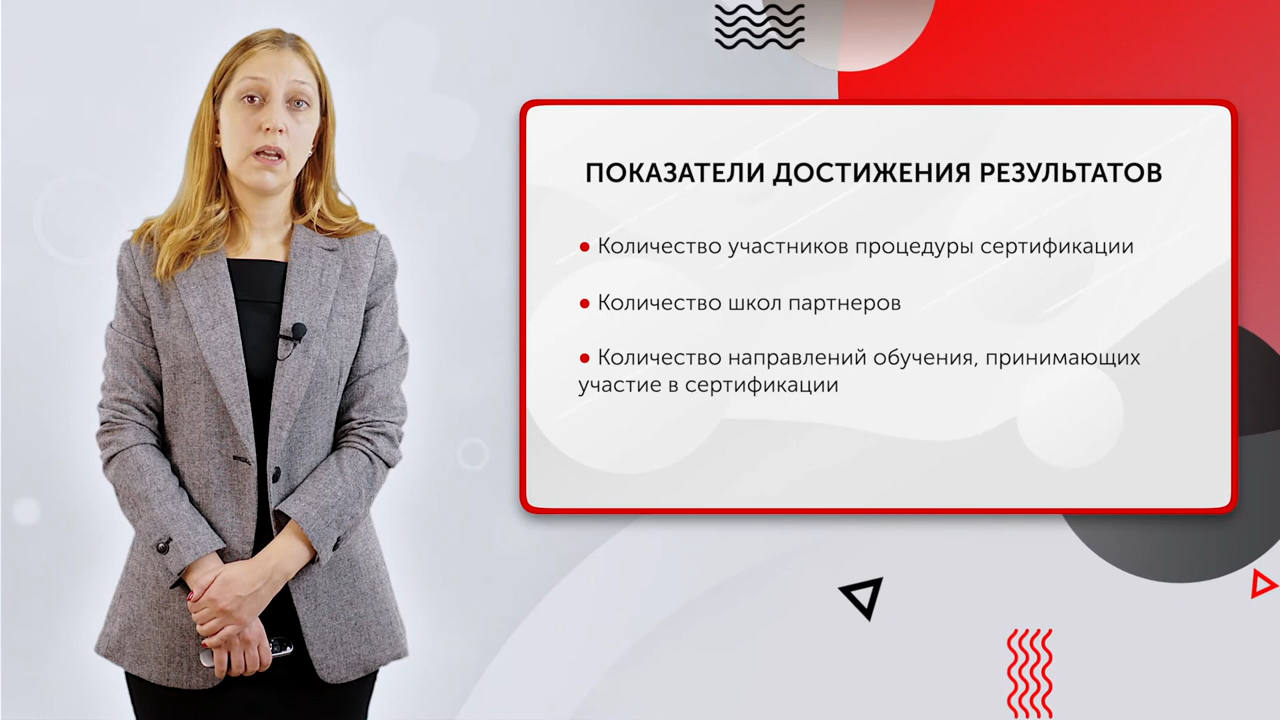 ПОКАЗАТЕЛИ ДОСТИЖЕНИЯ РЕЗУЛЬТАТОВ
● Количество участников процедуры сертификации
● Количество школ партнеров
● Количество направлений обучения, принимающих
участие в сертификации